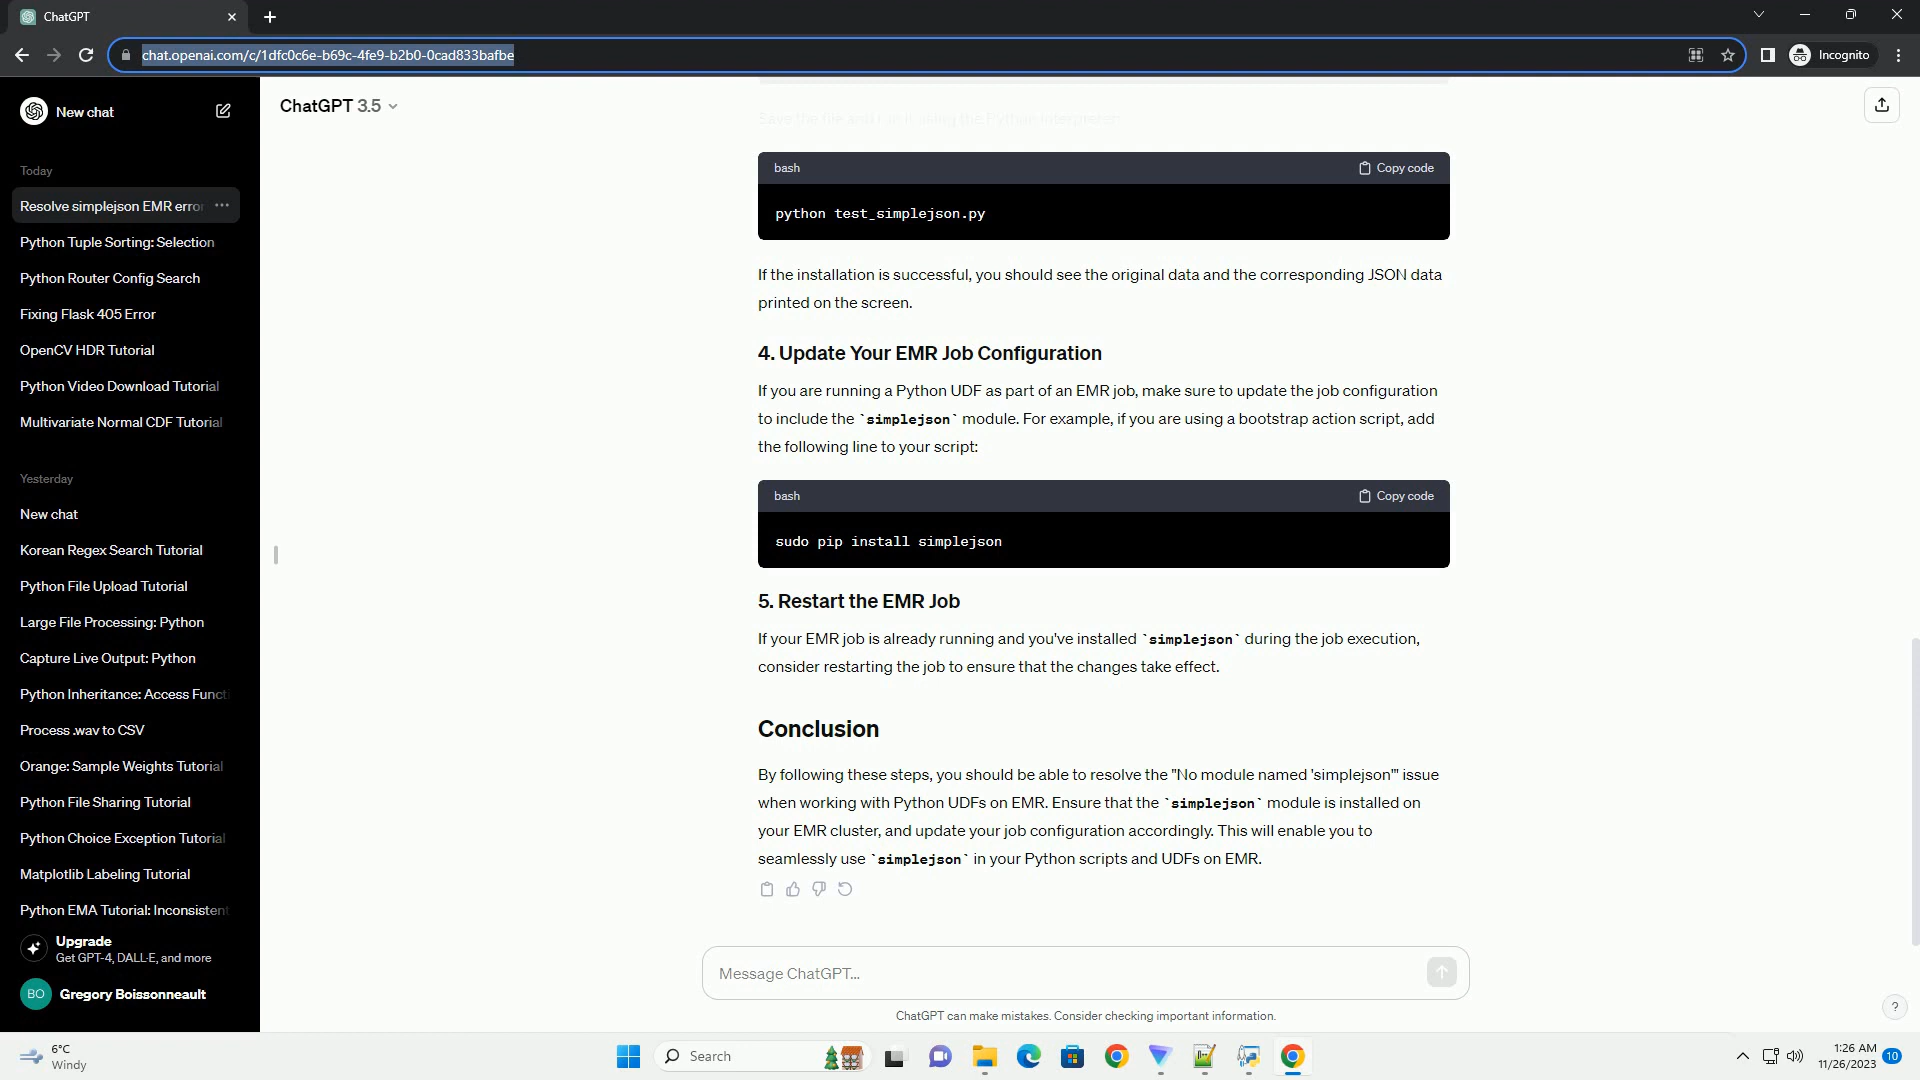 ChatGPT
chat.openai.com/c/1dfc0c6e-b69c-4fe9-b2b0-0cad833bafbe
Incognito
New chat
Today
Resolve simplejson EMR erro
Python Tuple Sorting: Selection
Python Router Config Search
Fixing Flask 405 Error
OpenCV HDR Tutorial
Python Video Download Tutorial
Multivariate Normal CDF Tutorial
Yesterday
New chat
Korean Regex Search Tutorial
Python File Upload Tutorial
Large File Processing: Python
Capture Live Output: Python
Python Inheritance: Access Funct
Process .wav to CSV
Orange: Sample Weights Tutorial
Python File Sharing Tutorial
Python Choice Exception Tutorial
Matplotlib Labeling Tutorial
Python EMA Tutorial: Inconsistent
Upgrade
Get GPT-4, DALL·E, and more
BO Gregory Boissonneault
ChatGPT 3.5
Save the file and run it using the Python interpreter:
bash Copy code
python test_simplejson.py
If the installation is successful, you should see the original data and the corresponding JSON data
printed on the screen.
4. Update Your EMR Job Configuration
If you are running a Python UDF as part of an EMR job, make sure to update the job configuration
to include the `simplejson` module. For example, if you are using a bootstrap action script, add
the following line to your script:
bash Copy code
sudo pip install simplejson
5. Restart the EMR Job
If your EMR job is already running and you've installed `simplejson` during the job execution,
consider restarting the job to ensure that the changes take effect.
Conclusion
By following these steps, you should be able to resolve the "No module named 'simplejson'" issue
when working with Python UDFs on EMR. Ensure that the `simplejson` module is installed on
your EMR cluster, and update your job configuration accordingly. This will enable you to
seamlessly use `simplejson` in your Python scripts and UDFs on EMR.
Message ChatGPT...
ChatGPT can make mistakes. Consider checking important information.
?
6°C
Windy
Search
1:26 AM
11/26/2023
10